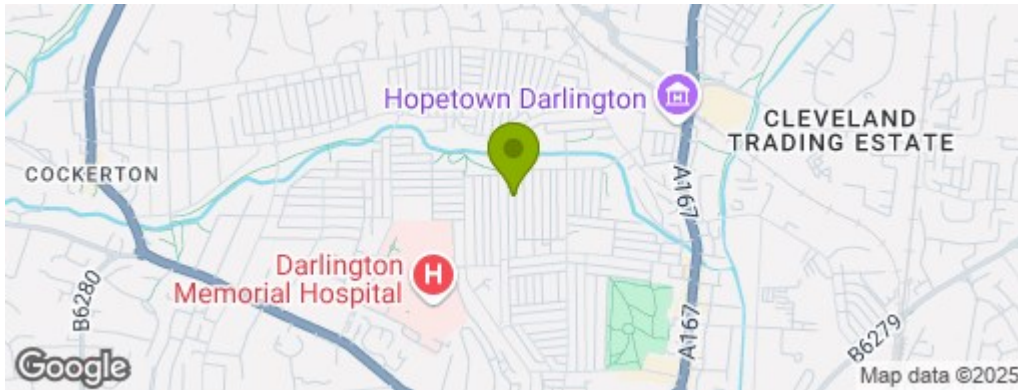 Hopetown Darlington
CLEVELAND
TRADING ESTATE
COCKERTON
A167
Darlington
Memorial Hospital
H
B6280
A167
B6279
Google
Map data ©2025